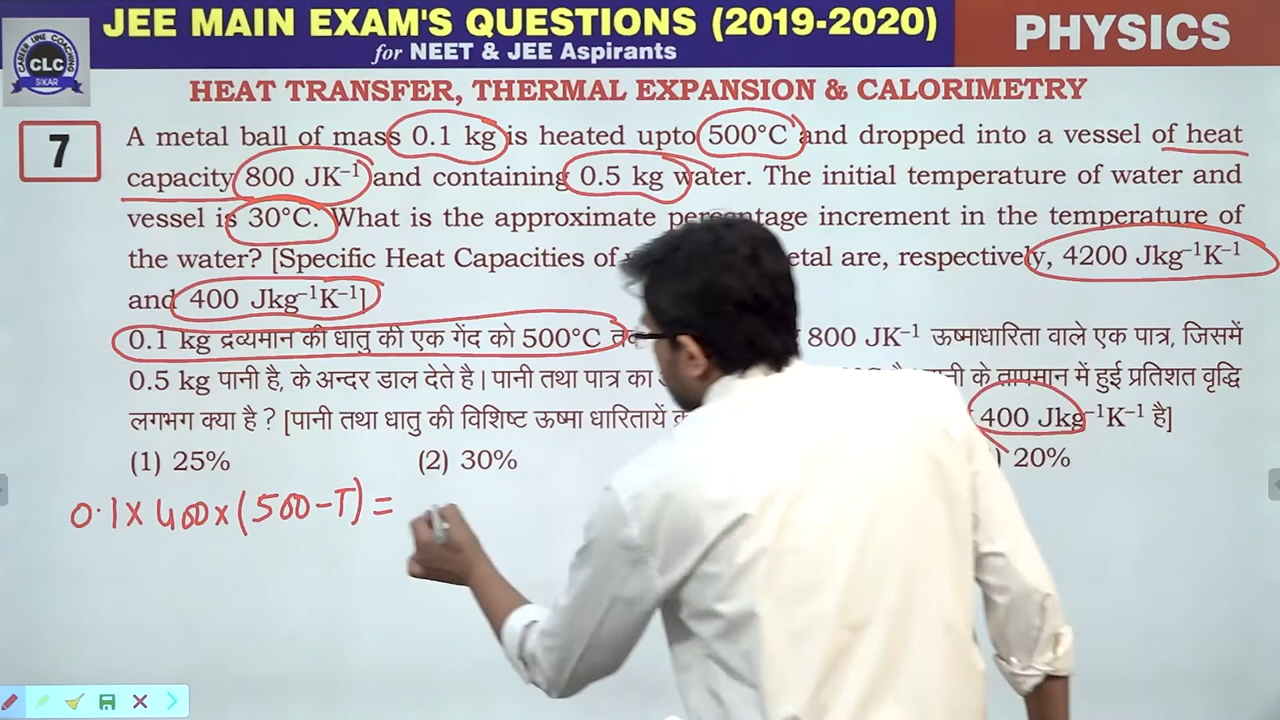 JEE MAIN EXAM'S QUESTIONS (2019-2020)
for NEET & JEE Aspirants
PHYSICS
CAREER LINE COACHING
CLC
SIKAR
HEAT TRANSFER, THERMAL EXPANSION & CALORIMETRY
7
A metal ball of mass 0.1 kg is heated upto 500°C and dropped into a vessel of heat
capacity 800 JK⁻¹ and containing 0.5 kg water. The initial temperature of water and
vessel is 30°C. What is the approximate percentage increment in the temperature of
the water? [Specific Heat Capacities of etal are, respectively, 4200 Jkg⁻¹K⁻¹
and 400 Jkg⁻¹K⁻¹]
0.1 kg द्रव्यमान की धातु की एक गेंद को 500°C 800 JK⁻¹ ऊष्माधारिता वाले एक पात्र, जिसमें
0.5 kg पानी है, के अन्दर डाल देते है। पानी तथा पात्र का के तापमान में हुई प्रतिशत वृद्धि
लगभग क्या है ? [पानी तथा धातु की विशिष्ट ऊष्मा धारितायें 400 Jkg⁻¹K⁻¹ है]
(1) 25% (2) 30% 20%
0.1 × 400 × (500 - T) =